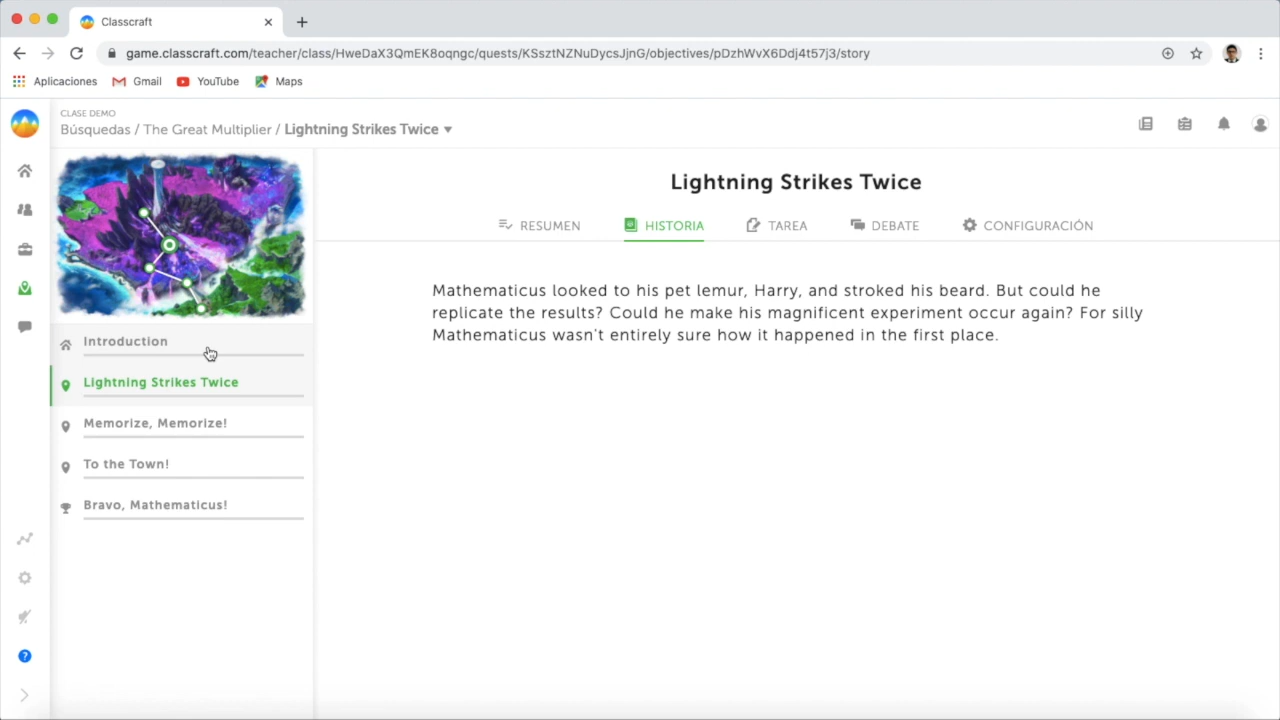 Classcraft
game.classcraft.com/teacher/class/HweDaX3QmEK8oqngc/quests/KSsztNZNuDycsJjnG/objectives/pDzhWvX6Ddj4t57j3/story
Aplicaciones Gmail YouTube Maps
CLASE DEMO
Búsquedas / The Great Multiplier / Lightning Strikes Twice
Lightning Strikes Twice
RESUMEN HISTORIA TAREA DEBATE CONFIGURACIÓN
Mathematicus looked to his pet lemur, Harry, and stroked his beard. But could he
replicate the results? Could he make his magnificent experiment occur again? For silly
Mathematicus wasn't entirely sure how it happened in the first place.
Introduction
Lightning Strikes Twice
Memorize, Memorize!
To the Town!
Bravo, Mathematicus!